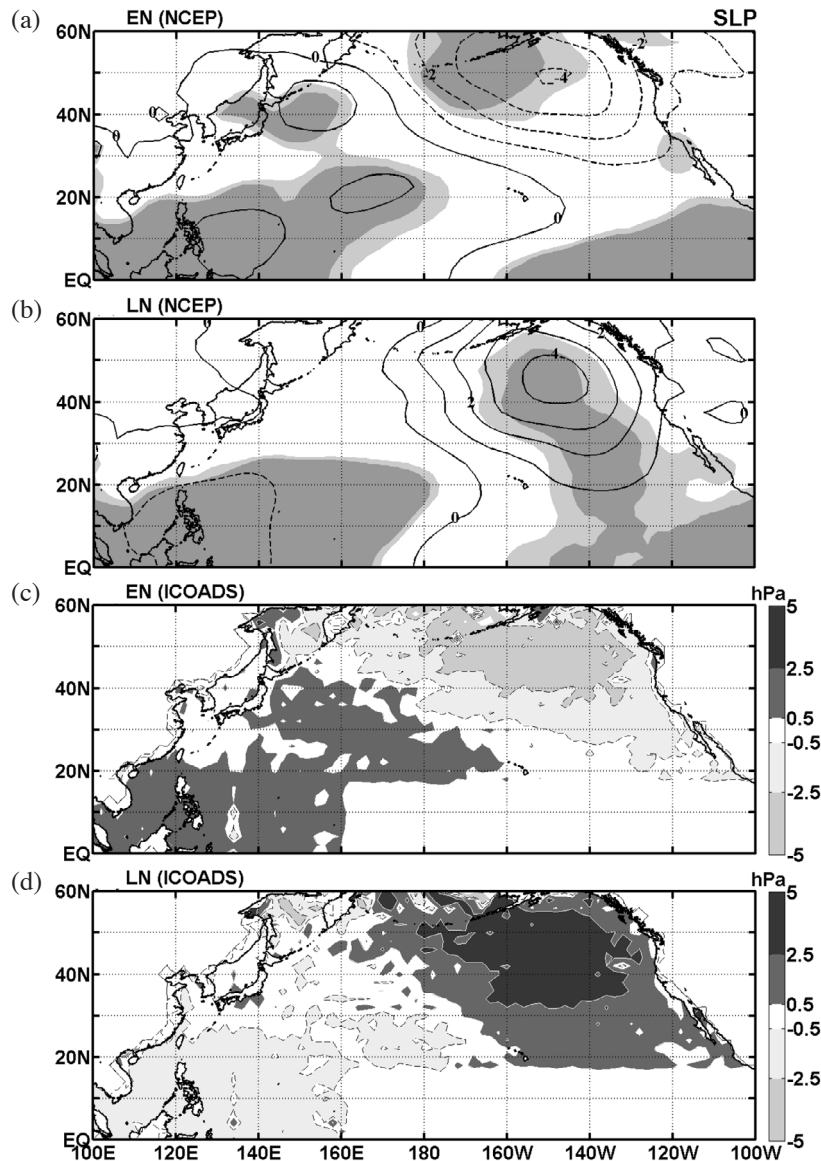 (a) EN (NCEP) SLP
60N
40N
20N
EQ
0
0
0
0
-2
-4
-2
(b) LN (NCEP)
60N
40N
20N
EQ
0
0
2
4
2
0
0
(c) EN (ICOADS) hPa
60N
40N
20N
EQ
5
2.5
0.5
-0.5
-2.5
-5
(d) LN (ICOADS) hPa
60N
40N
20N
EQ
5
2.5
0.5
-0.5
-2.5
-5
100E 120E 140E 160E 180 160W 140W 120W 100W